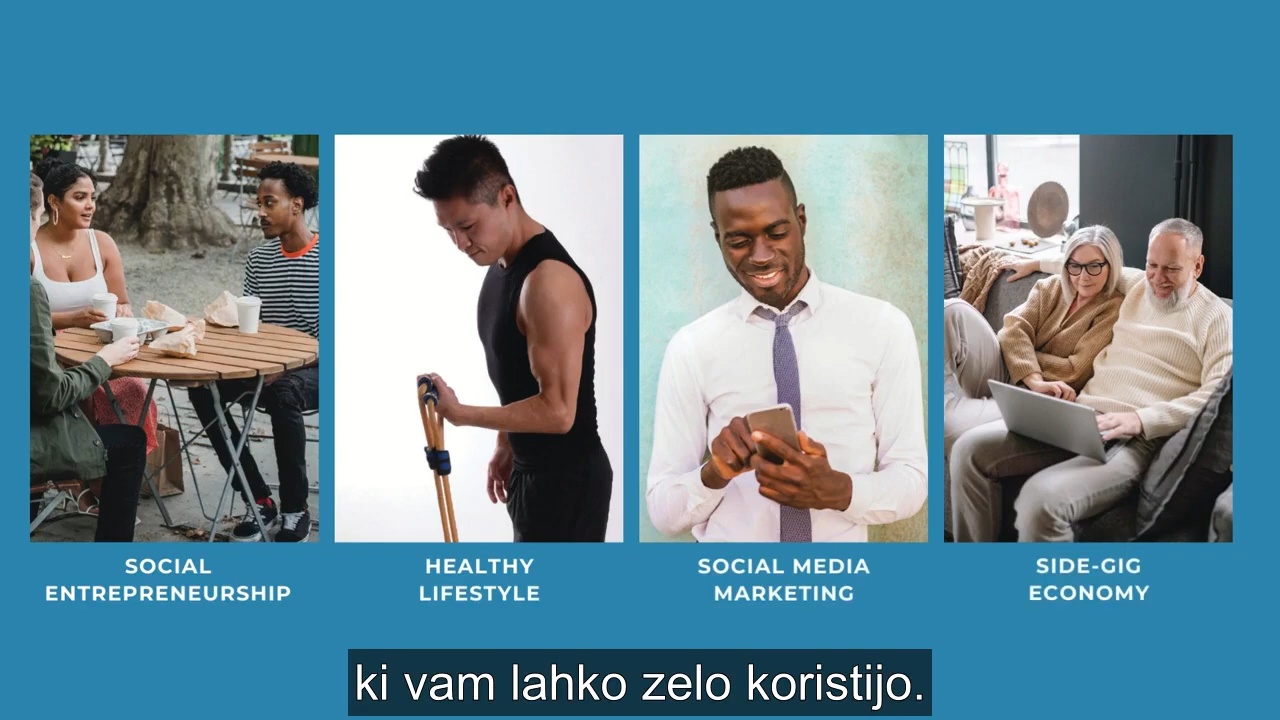 SOCIAL
ENTREPRENEURSHIP
HEALTHY
LIFESTYLE
SOCIAL MEDIA
MARKETING
SIDE-GIG
ECONOMY
ki vam lahko zelo koristijo.